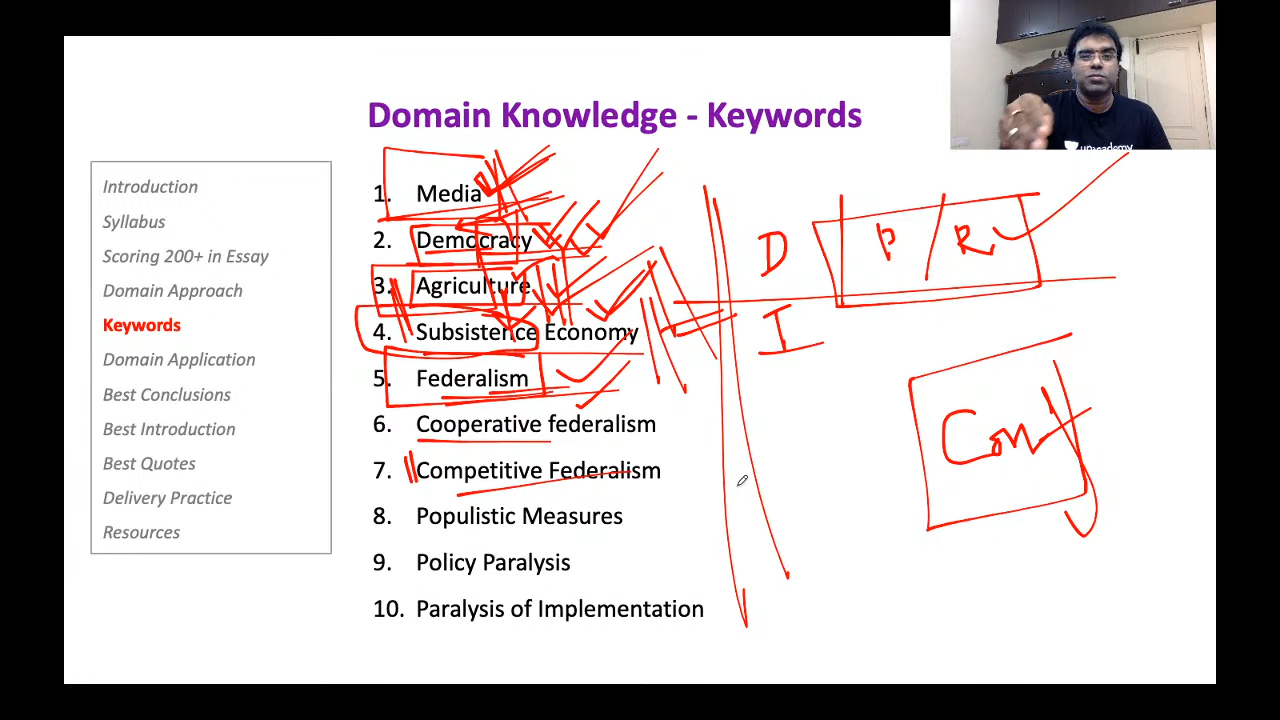 Domain Knowledge - Keywords
Introduction
Syllabus
Scoring 200+ in Essay
Domain Approach
Keywords
Domain Application
Best Conclusions
Best Introduction
Best Quotes
Delivery Practice
Resources
1. Media
2. Democracy
3. Agriculture
4. Subsistence Economy
5. Federalism
6. Cooperative federalism
7. Competitive Federalism
8. Populistic Measures
9. Policy Paralysis
10. Paralysis of Implementation
D P R
I
unacademy